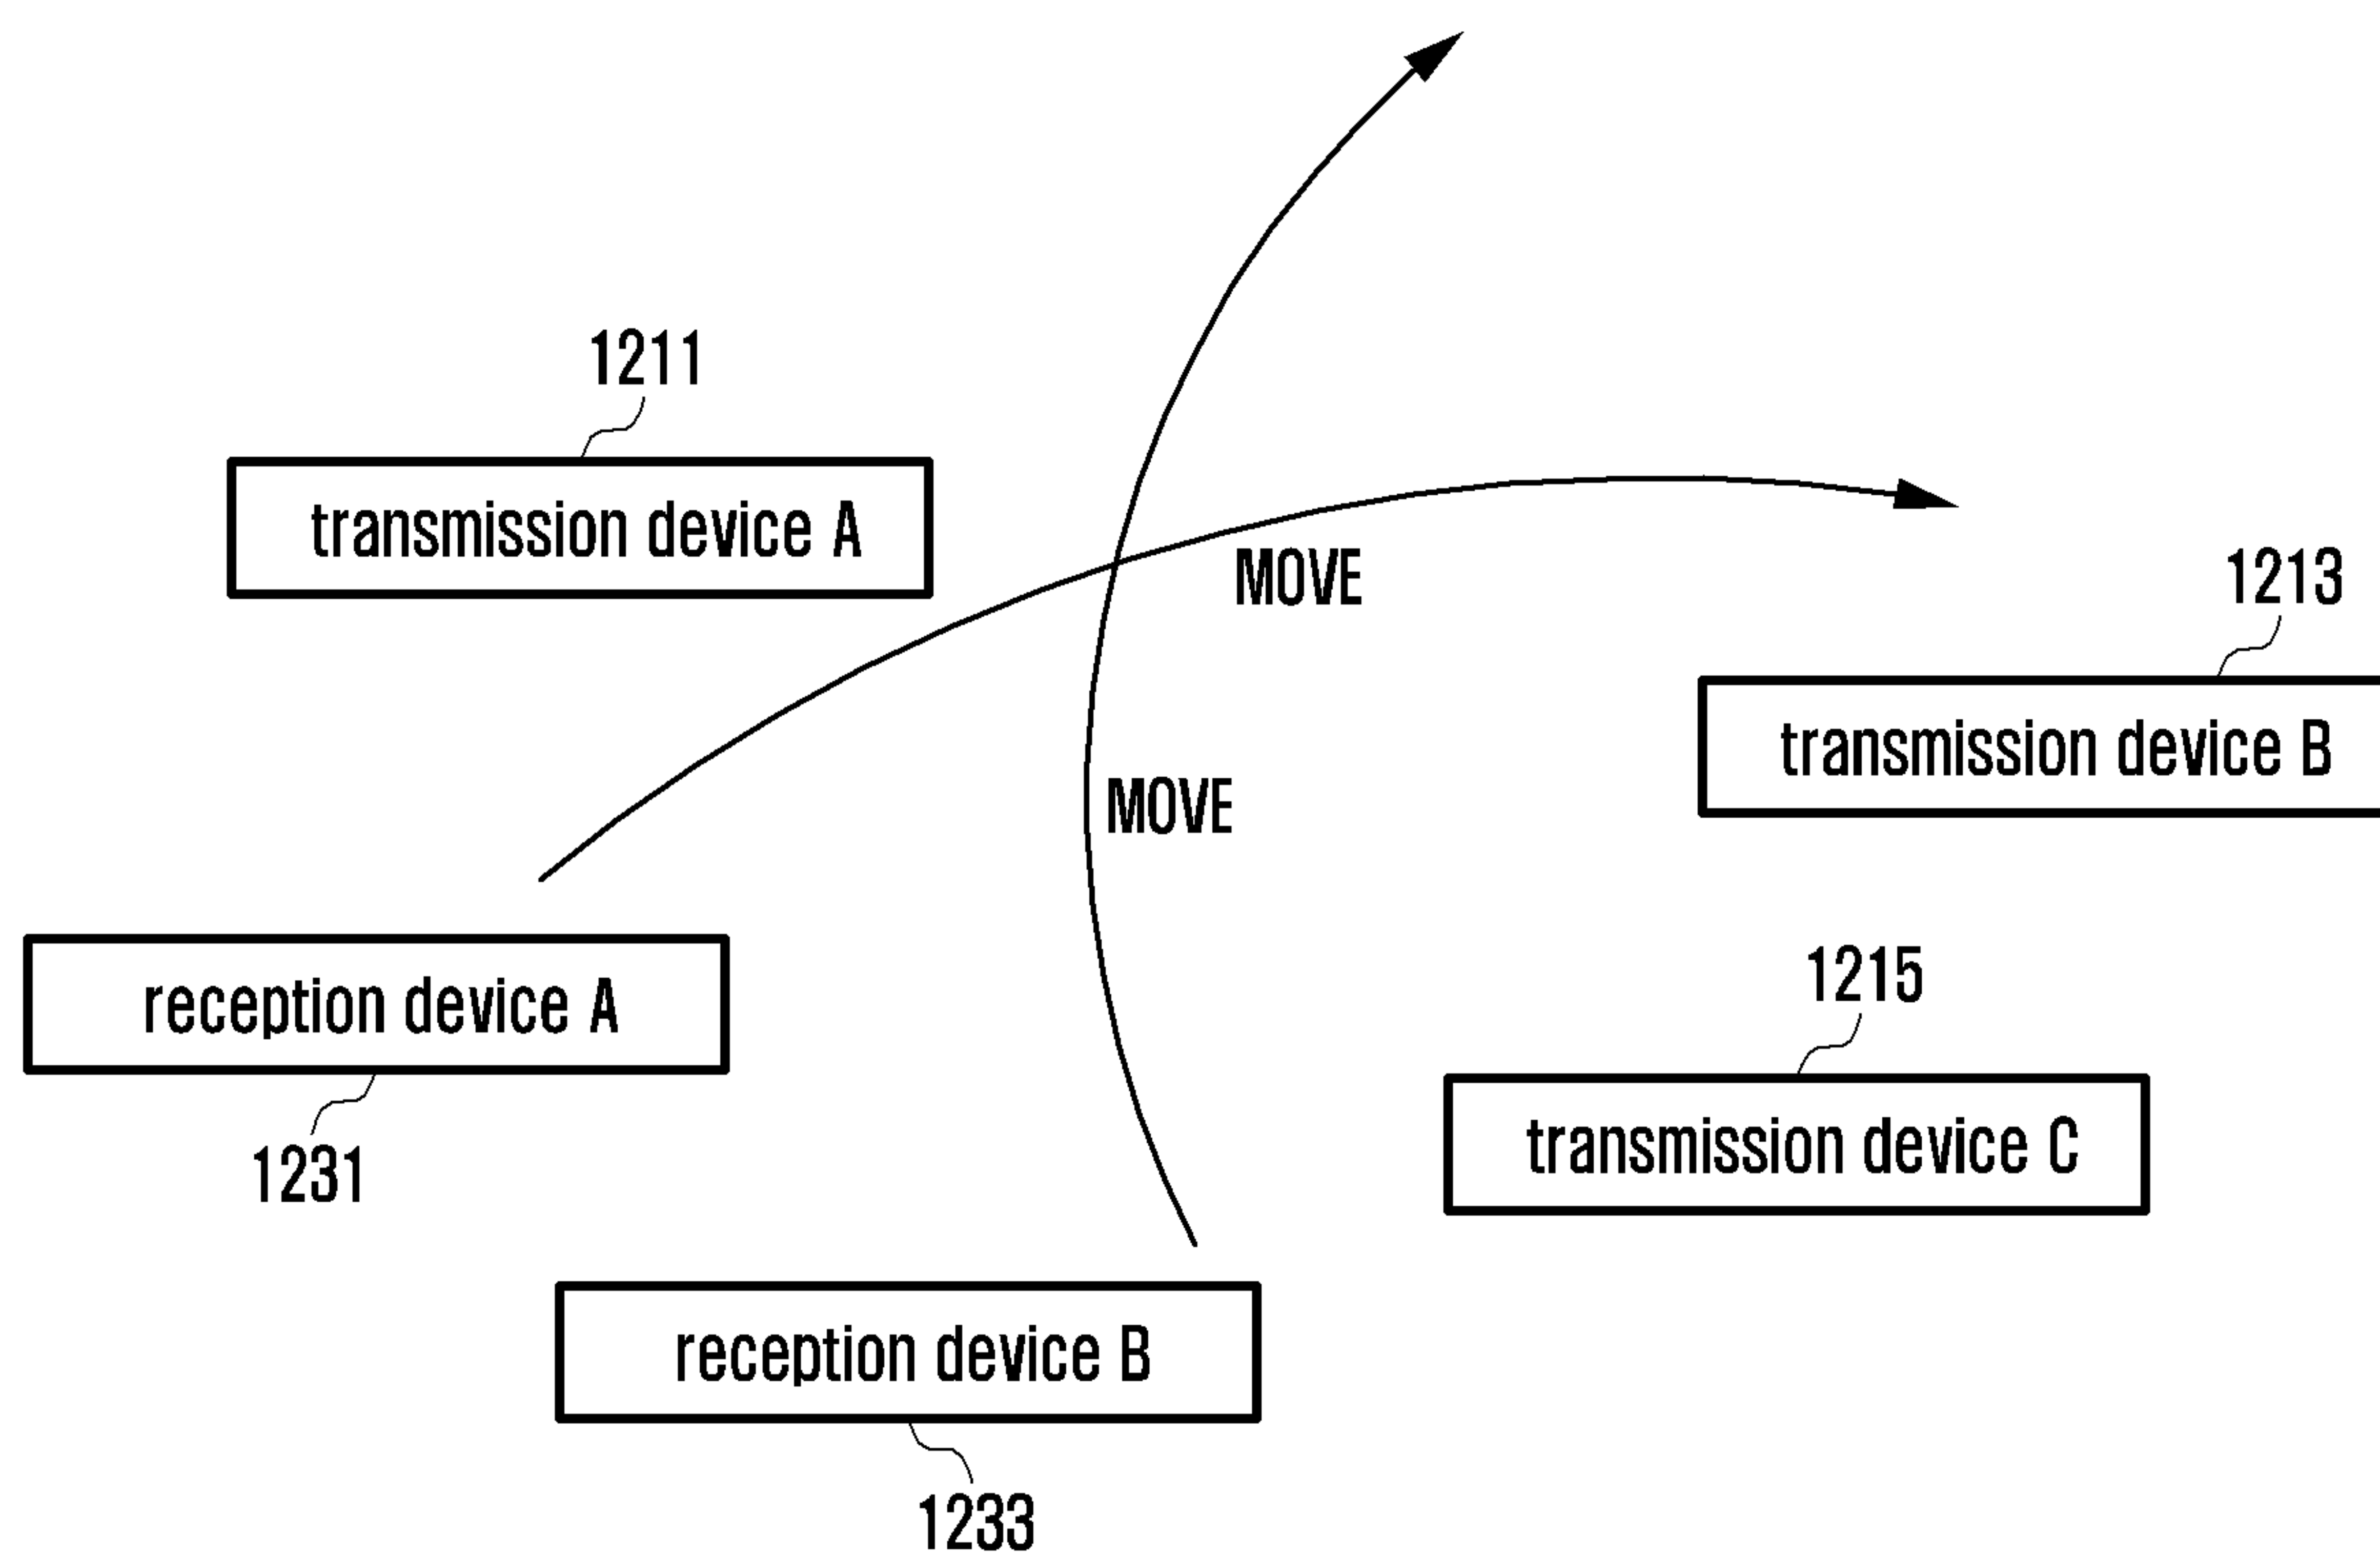 1211
transmission device A
MOVE
1213
transmission device B
MOVE
reception device A
1231
1215
transmission device C
reception device B
1233